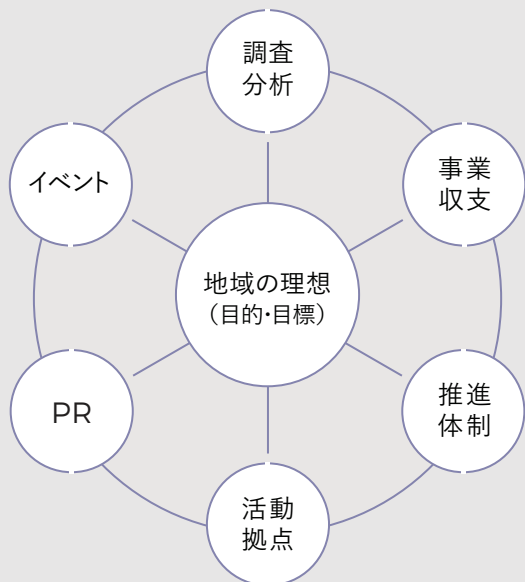 調査
分析
イベント
事業
収支
地域の理想
（目的・目標）
PR
推進
体制
活動
拠点